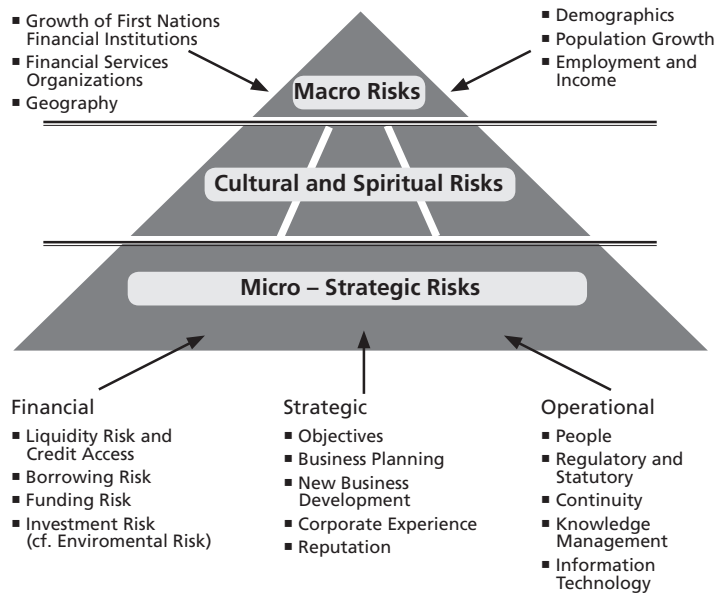 ■ Growth of First Nations
Financial Institutions
■ Financial Services
Organizations
■ Geography
■ Demographics
■ Population Growth
■ Employment and
Income
Macro Risks
Cultural and Spiritual Risks
Micro – Strategic Risks
Financial
■ Liquidity Risk and
Credit Access
■ Borrowing Risk
■ Funding Risk
■ Investment Risk
(cf. Enviromental Risk)
Strategic
■ Objectives
■ Business Planning
■ New Business
Development
■ Corporate Experience
■ Reputation
Operational
■ People
■ Regulatory and
Statutory
■ Continuity
■ Knowledge
Management
■ Information
Technology